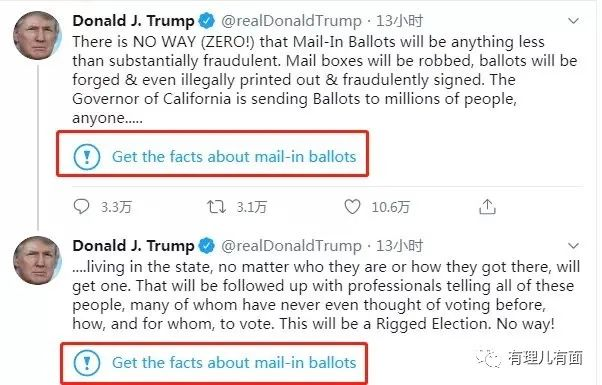 Donald J. Trump @realDonaldTrump · 13小时
There is NO WAY (ZERO!) that Mail-In Ballots will be anything less
than substantially fraudulent. Mail boxes will be robbed, ballots will be
forged & even illegally printed out & fraudulently signed. The
Governor of California is sending Ballots to millions of people,
anyone.....
Get the facts about mail-in ballots
3.3万 3.1万 10.6万
Donald J. Trump @realDonaldTrump · 13小时
....living in the state, no matter who they are or how they got there, will
get one. That will be followed up with professionals telling all of these
people, many of whom have never even thought of voting before,
how, and for whom, to vote. This will be a Rigged Election. No way!
Get the facts about mail-in ballots
有理儿有面